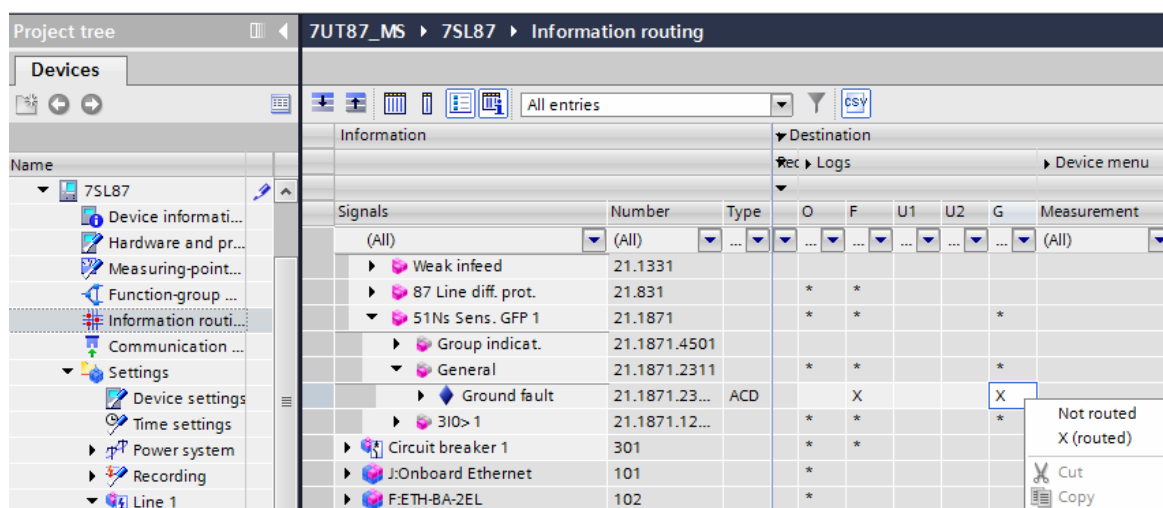 Project tree
7UT87_MS ▸ 7SL87 ▸ Information routing
Devices
All entries
csv
Information
Destination
Name
Rec
Logs
Device menu
7SL87
Device informati...
Signals Number Type O F U1 U2 G Measurement
Hardware and pr...
(All) (All) ... ... ... ... ... ... (All)
Measuring-point...
Weak infeed 21.1331
Function-group ...
87 Line diff. prot. 21.831 * *
Information routi...
51Ns Sens. GFP 1 21.1871 * * *
Communication ...
Group indicat. 21.1871.4501
Settings
General 21.1871.2311 * * *
Device settings
Ground fault 21.1871.23... ACD X X
Time settings
3I0> 1 21.1871.12... * * *
Not routed
X (routed)
Power system
Circuit breaker 1 301 * *
Recording
J:Onboard Ethernet 101 *
Cut
Line 1
F:ETH-BA-2EL 102 *
Copy